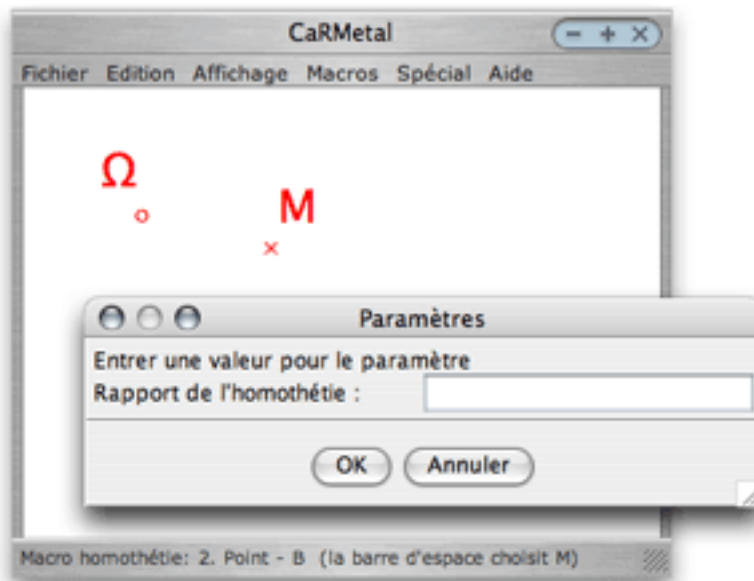 CaRMetal
Fichier Edition Affichage Macros Spécial Aide
Ω
M
Paramètres
Entrer une valeur pour le paramètre
Rapport de l'homothétie :
OK Annuler
Macro homothétie: 2. Point - B (la barre d'espace choisit M)